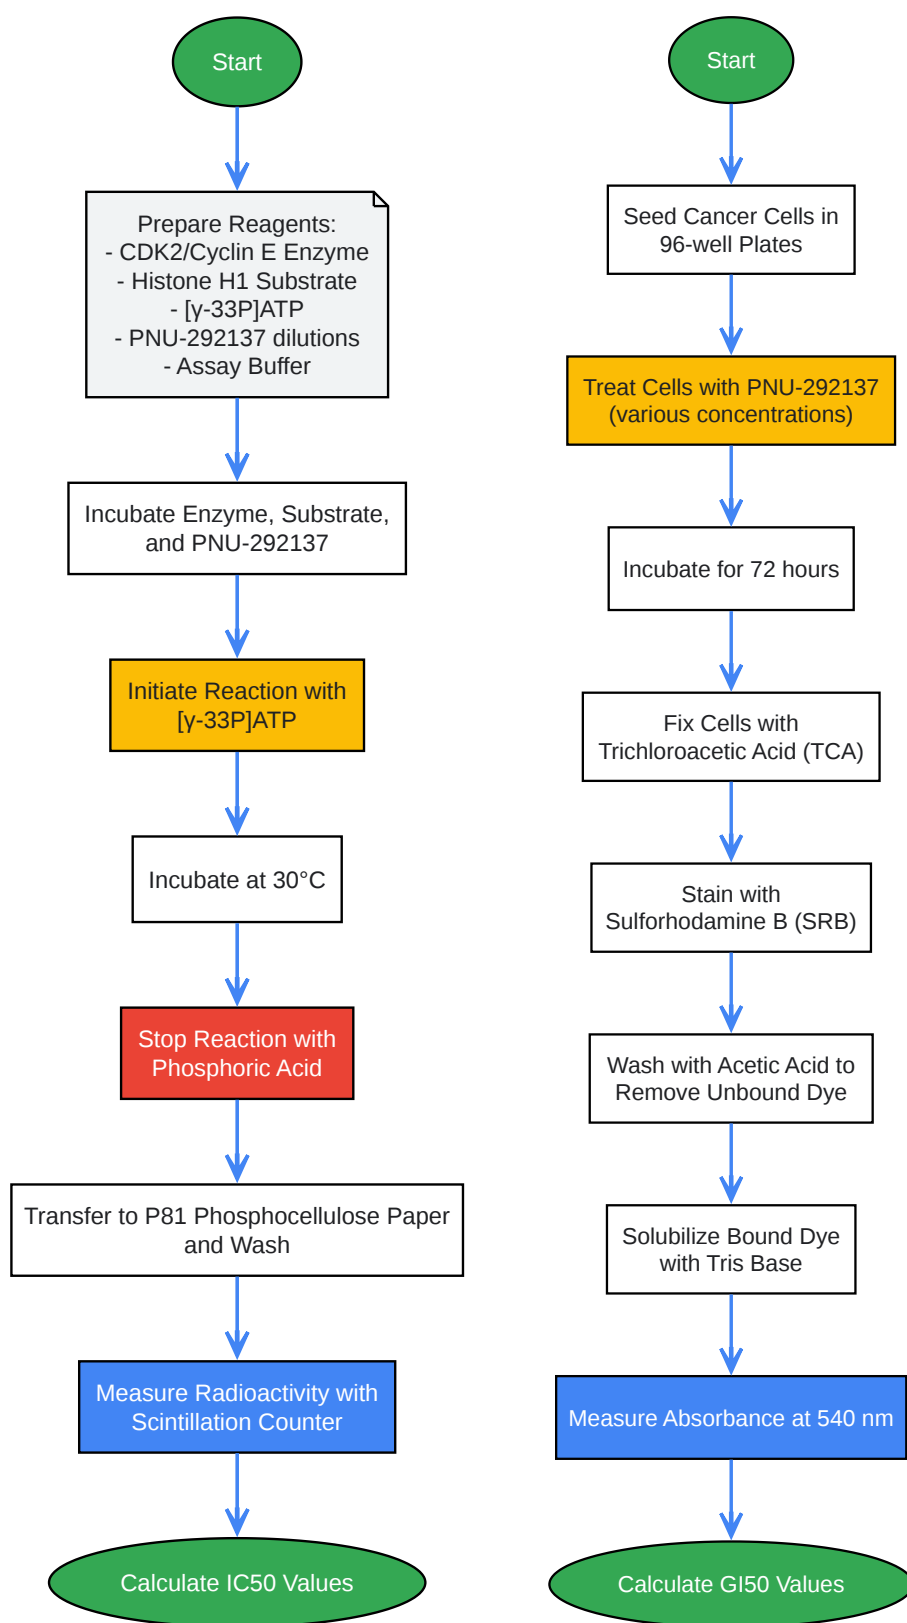 Start
Prepare Reagents:
- CDK2/Cyclin E Enzyme
- Histone H1 Substrate
- [γ-33P]ATP
- PNU-292137 dilutions
- Assay Buffer
Incubate Enzyme, Substrate,
and PNU-292137
Initiate Reaction with
[γ-33P]ATP
Incubate at 30°C
Stop Reaction with
Phosphoric Acid
Transfer to P81 Phosphocellulose Paper
and Wash
Measure Radioactivity with
Scintillation Counter
Calculate IC50 Values
Start
Seed Cancer Cells in
96-well Plates
Treat Cells with PNU-292137
(various concentrations)
Incubate for 72 hours
Fix Cells with
Trichloroacetic Acid (TCA)
Stain with
Sulforhodamine B (SRB)
Wash with Acetic Acid to
Remove Unbound Dye
Solubilize Bound Dye
with Tris Base
Measure Absorbance at 540 nm
Calculate GI50 Values